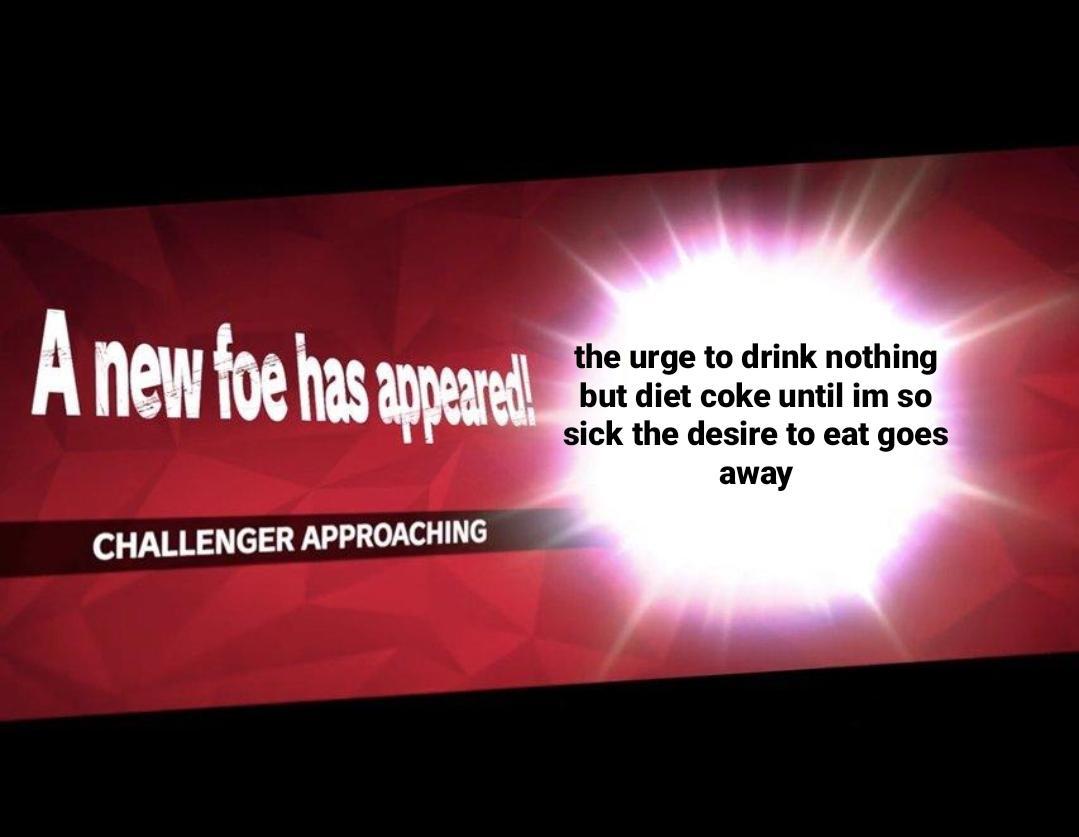 A new foe has appeared!
CHALLENGER APPROACHING
the urge to drink nothing
but diet coke until im so
sick the desire to eat goes
away